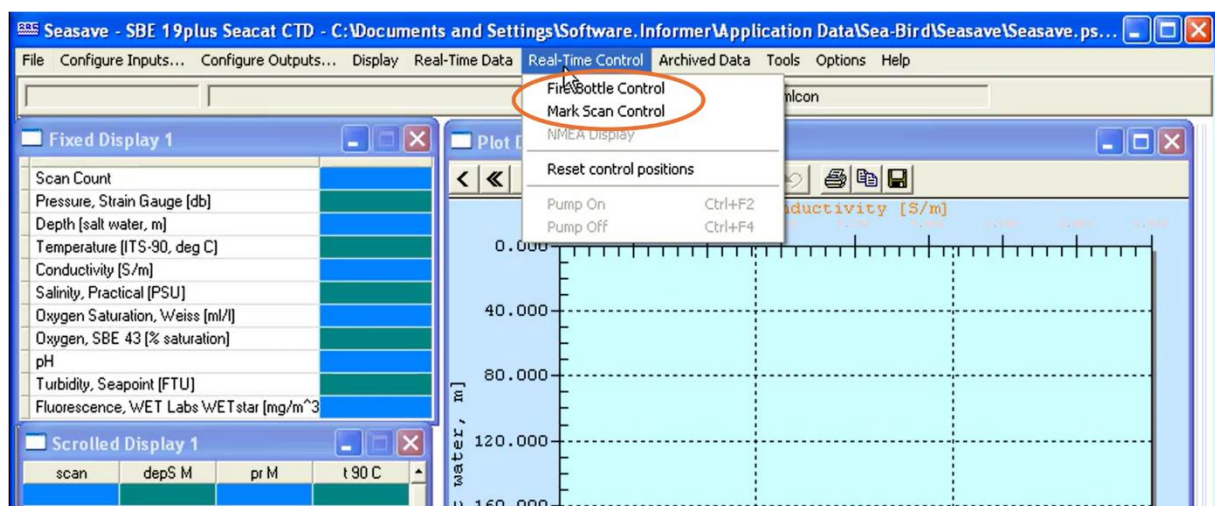 SBE Seasave - SBE 19plus Seacat CTD - C:\Documents and Settings\Software.Informer\Application Data\Sea-Bird\Seasave\Seasave.ps...
File Configure Inputs... Configure Outputs... Display Real-Time Data Real-Time Control Archived Data Tools Options Help
Fire Bottle Control
Mark Scan Control
NMEA Display
Reset control positions
Pump On Ctrl+F2
Pump Off Ctrl+F4
Fixed Display 1
Scan Count
Pressure, Strain Gauge [db]
Depth [salt water, m]
Temperature [ITS-90, deg C]
Conductivity [S/m]
Salinity, Practical [PSU]
Oxygen Saturation, Weiss [ml/l]
Oxygen, SBE 43 [% saturation]
pH
Turbidity, Seapoint [FTU]
Fluorescence, WET Labs WETstar [mg/m^3
Scrolled Display 1
scan depS M pr M t 90 C
Plot
[S/m]
0.000
40.000
80.000
120.000
160.000
water, m]